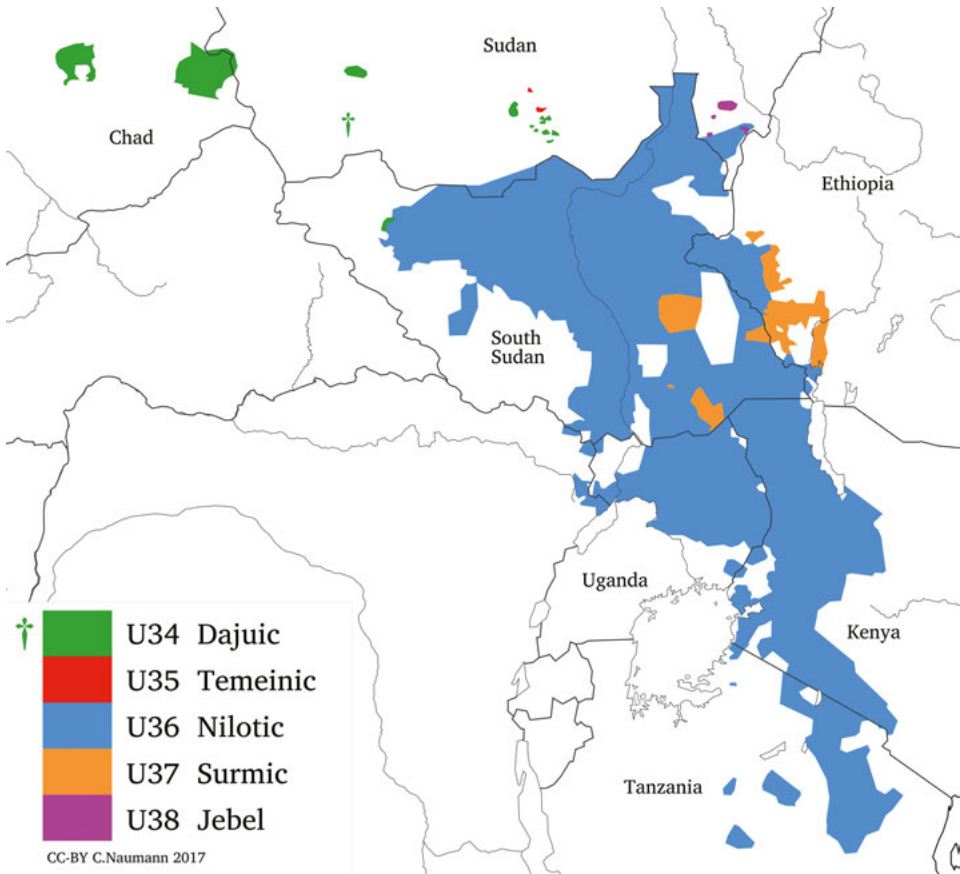 Sudan
Chad
Ethiopia
South
Sudan
Uganda
Kenya
Tanzania
U34 Dajuic
U35 Temeinic
U36 Nilotic
U37 Surmic
U38 Jebel
CC-BY C.Naumann 2017